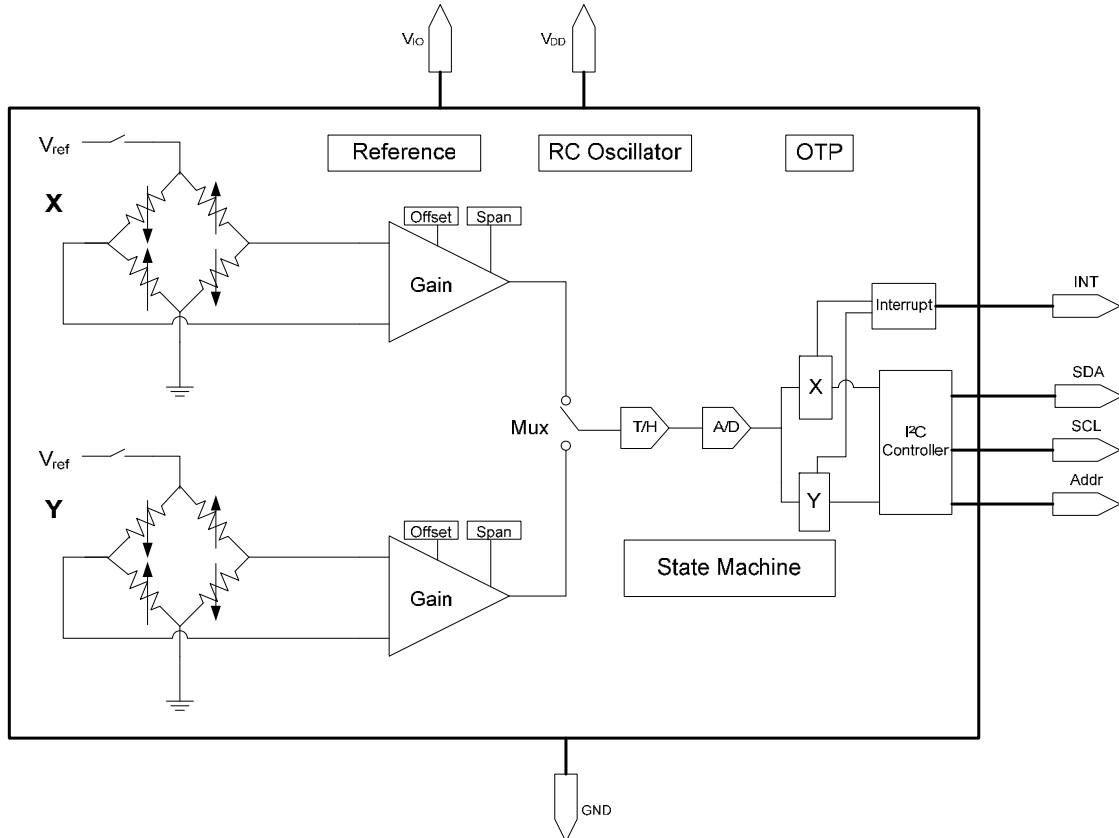 VIO
VDD
Vref
Reference
RC Oscillator
OTP
X
Offset
Span
Gain
INT
Interrupt
X
SDA
Mux
T/H
A/D
I²C
Controller
SCL
Vref
Addr
Y
Y
Offset
Span
State Machine
Gain
GND